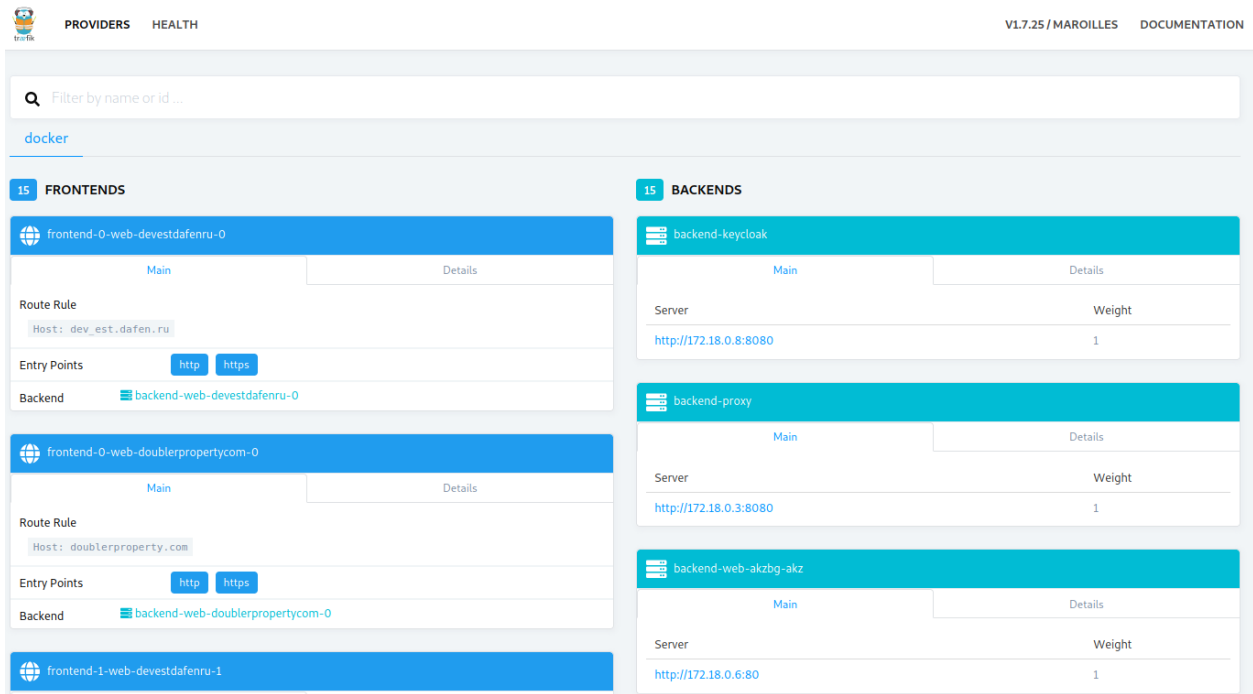 træfik
PROVIDERS HEALTH V1.7.25 / MAROILLES DOCUMENTATION
Filter by name or id ...
docker
15 FRONTENDS
frontend-0-web-devestdafenru-0
Main Details
Route Rule
Host: dev_est.dafen.ru
Entry Points http https
Backend backend-web-devestdafenru-0
frontend-0-web-doublerpropertycom-0
Main Details
Route Rule
Host: doublerproperty.com
Entry Points http https
Backend backend-web-doublerpropertycom-0
frontend-1-web-devestdafenru-1
15 BACKENDS
backend-keycloak
Main Details
Server Weight
http://172.18.0.8:8080 1
backend-proxy
Main Details
Server Weight
http://172.18.0.3:8080 1
backend-web-akzbg-akz
Main Details
Server Weight
http://172.18.0.6:80 1